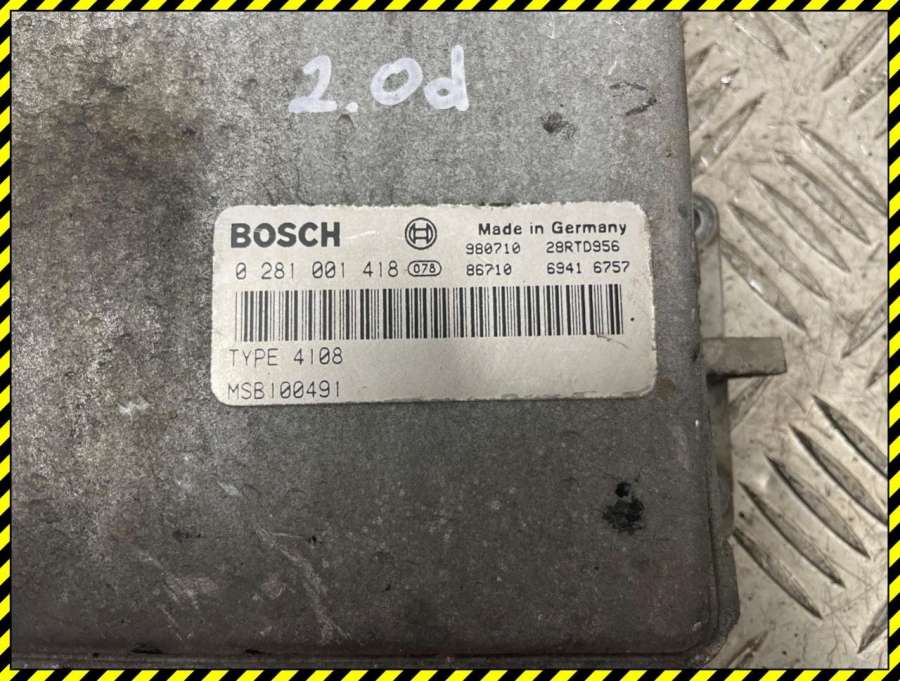 2.0d
BOSCH Made in Germany
980710 28RTD956
0 281 001 418 078 86710 6941 6757
TYPE 4108
MSB100491